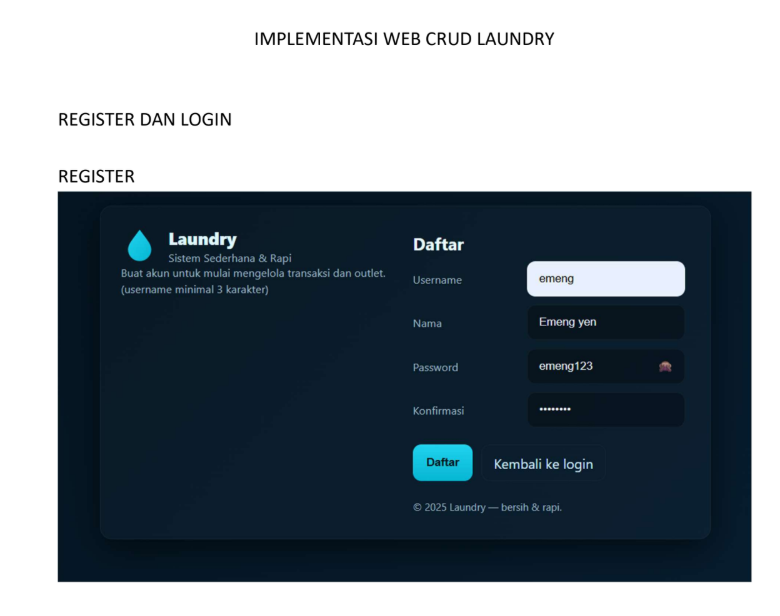 IMPLEMENTASI WEB CRUD LAUNDRY
REGISTER DAN LOGIN
REGISTER
Laundry
Sistem Sederhana & Rapi
Buat akun untuk mulai mengelola transaksi dan outlet.
(username minimal 3 karakter)
Daftar
Username
emeng
Nama
Emeng yen
Password
emeng123
Konfirmasi
••••••••
Daftar
Kembali ke login
© 2025 Laundry — bersih & rapi.